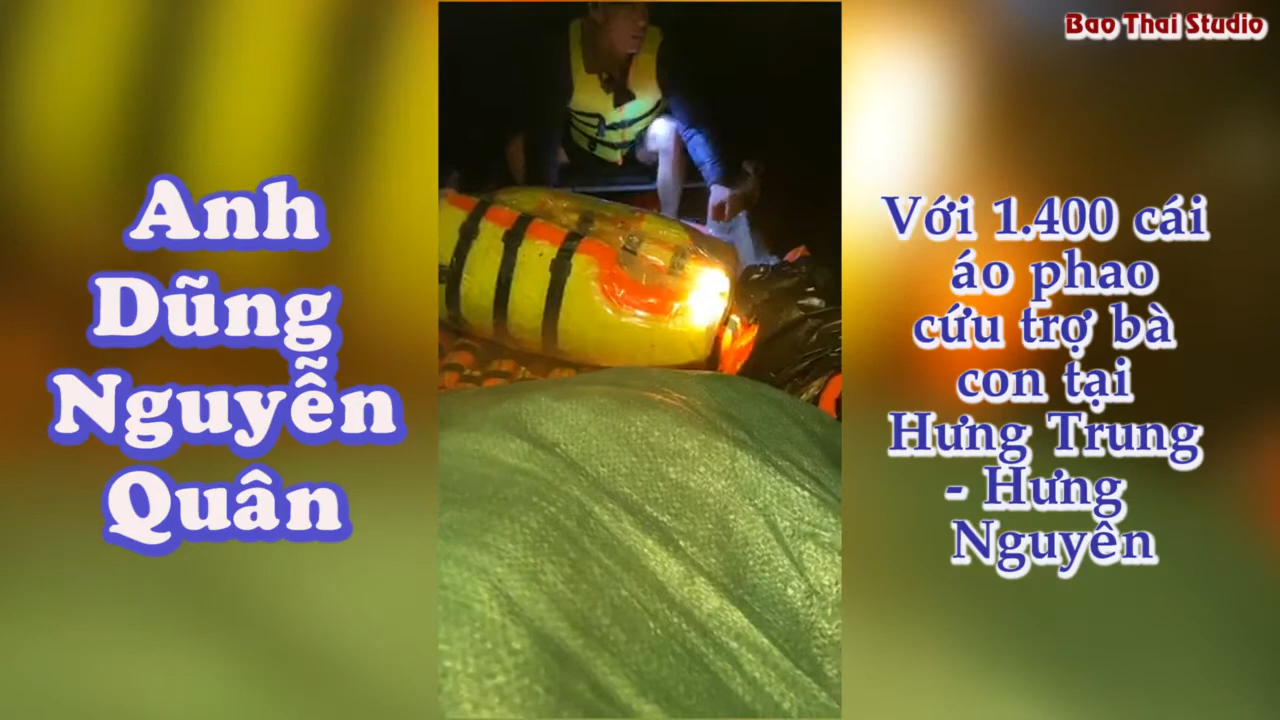 Bao Thai Studio
Anh
Dũng
Nguyễn
Quân
Với 1.400 cái
áo phao
cứu trợ bà
con tại
Hưng Trung
- Hưng
Nguyên